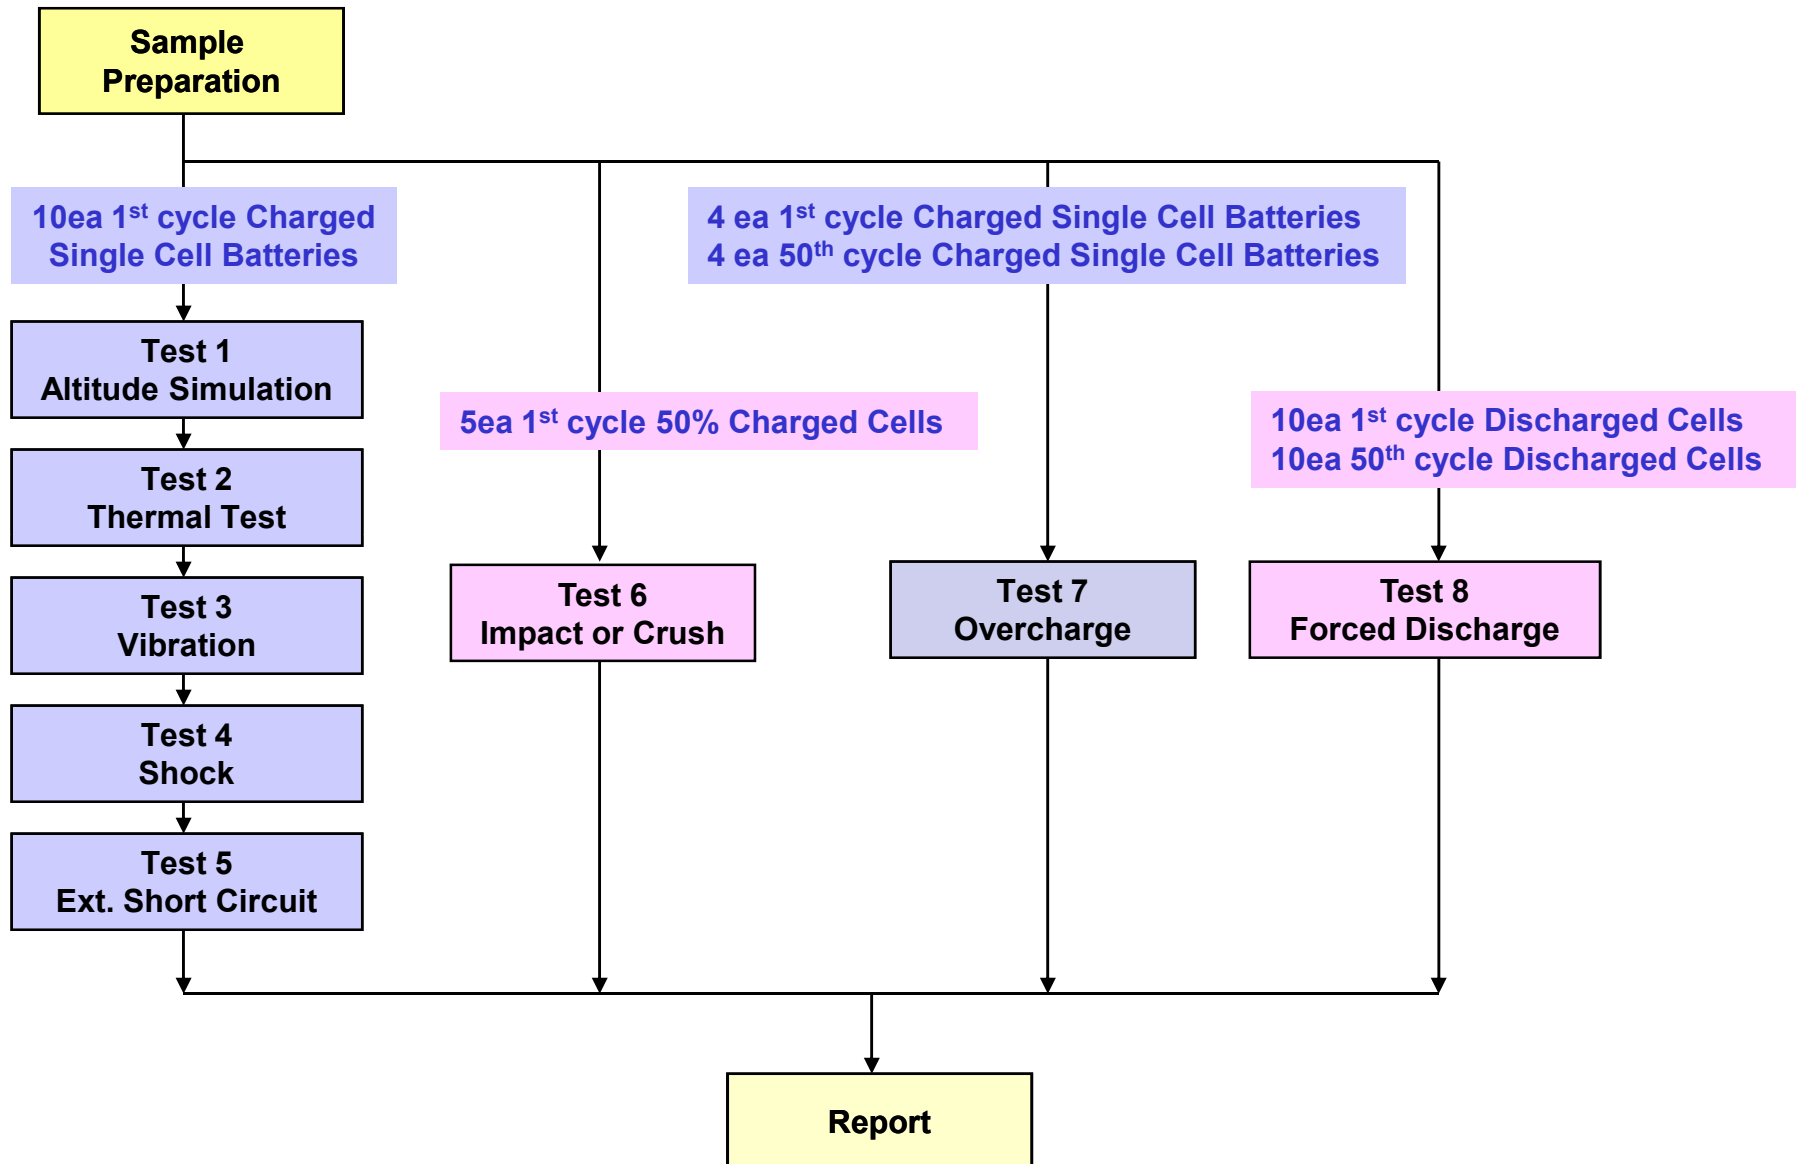 Sample
Preparation
10ea 1st cycle Charged
Single Cell Batteries
4 ea 1st cycle Charged Single Cell Batteries
4 ea 50th cycle Charged Single Cell Batteries
Test 1
Altitude Simulation
5ea 1st cycle 50% Charged Cells
10ea 1st cycle Discharged Cells
10ea 50th cycle Discharged Cells
Test 2
Thermal Test
Test 3
Vibration
Test 6
Impact or Crush
Test 7
Overcharge
Test 8
Forced Discharge
Test 4
Shock
Test 5
Ext. Short Circuit
Report